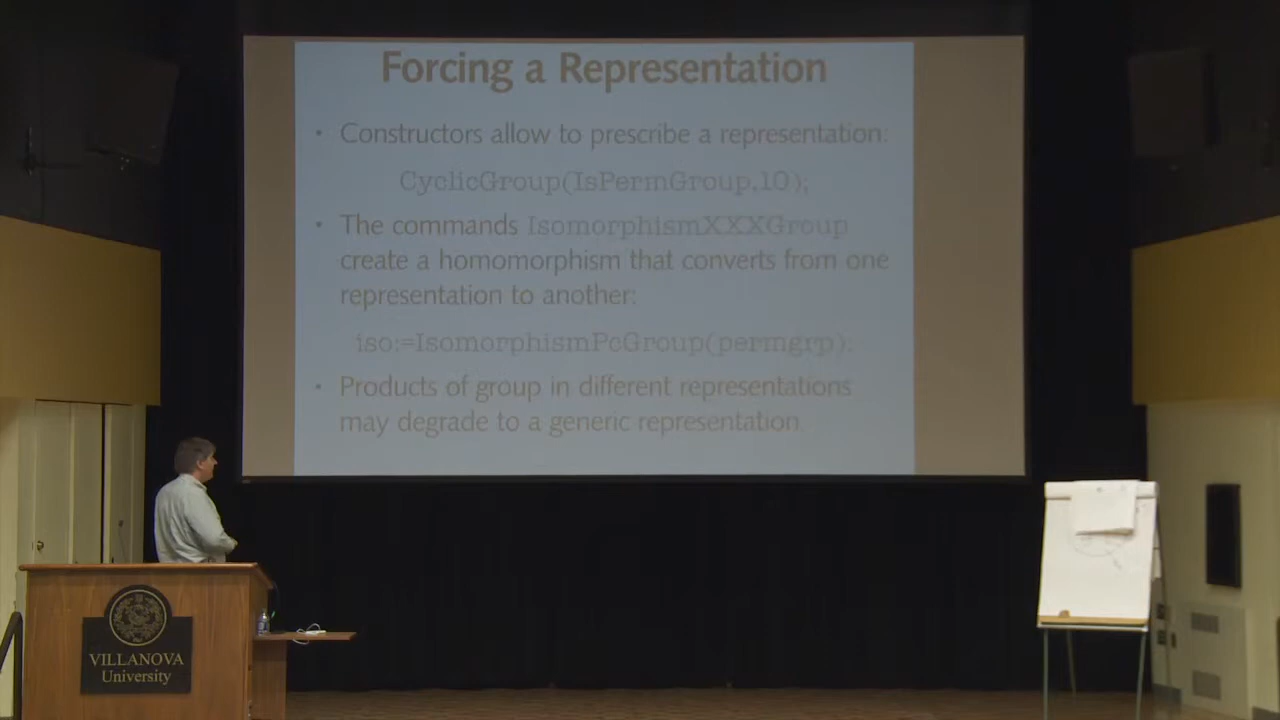 Forcing a Representation
• Constructors allow to prescribe a representation:
CyclicGroup(IsPermGroup,10);
• The commands IsomorphismXXXGroup
create a homomorphism that converts from one
representation to another:
iso:=IsomorphismPcGroup(permgrp);
• Products of group in different representations
may degrade to a generic representation.
VILLANOVA
University